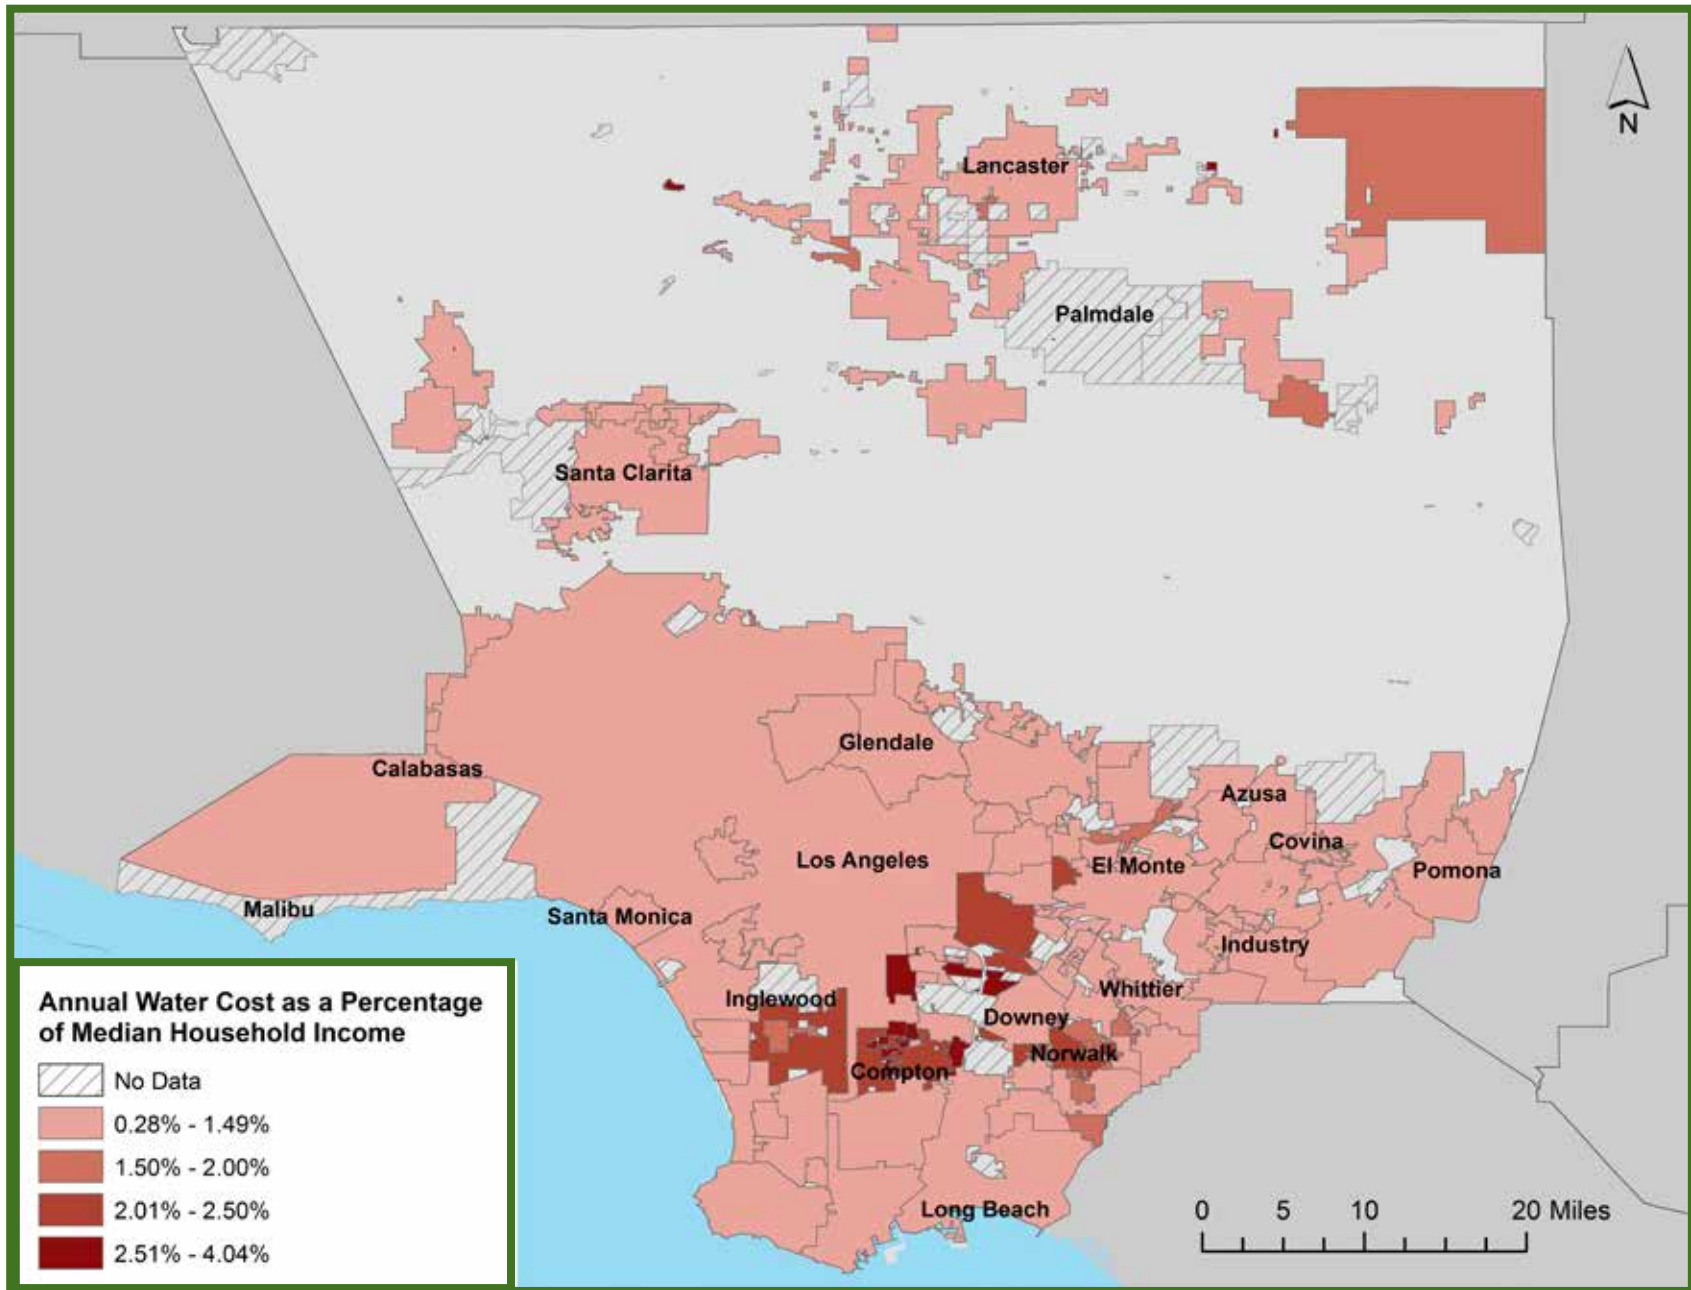 N
Lancaster
Palmdale
Santa Clarita
Glendale
Calabasas
Azusa
Covina
Los Angeles
El Monte
Pomona
Malibu
Santa Monica
Industry
Whittier
Inglewood
Downey
Norwalk
Compton
Long Beach
Annual Water Cost as a Percentage
of Median Household Income
No Data
0.28% - 1.49%
1.50% - 2.00%
2.01% - 2.50%
2.51% - 4.04%
0 5 10 20 Miles